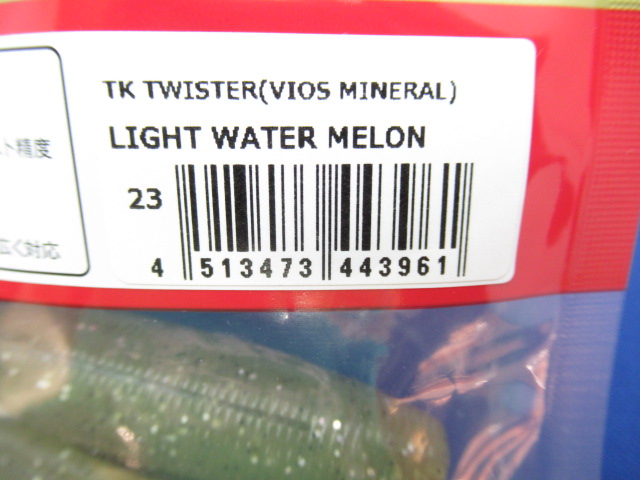 TK TWISTER(VIOS MINERAL)
LIGHT WATER MELON
ト精度
23
広く対応
4 513473 443961